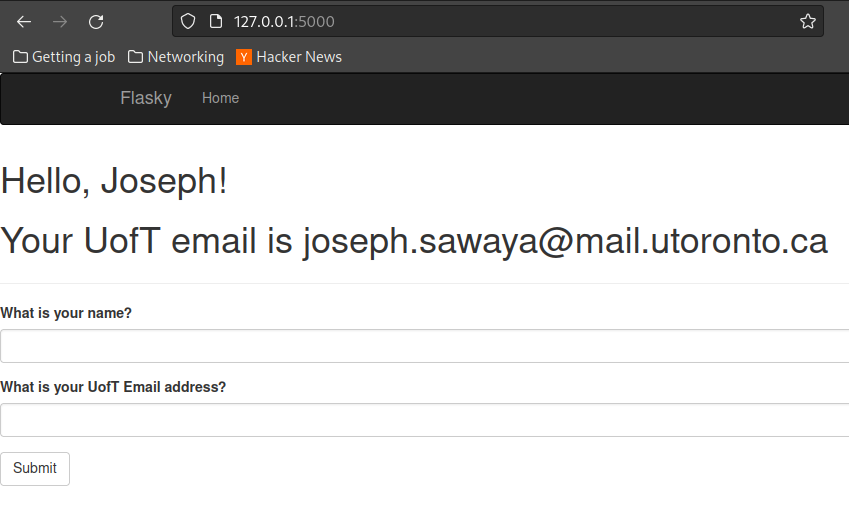 127.0.0.1:5000
Getting a job Networking Y Hacker News
Flasky Home
Hello, Joseph!
Your UofT email is joseph.sawaya@mail.utoronto.ca
What is your name?
What is your UofT Email address?
Submit